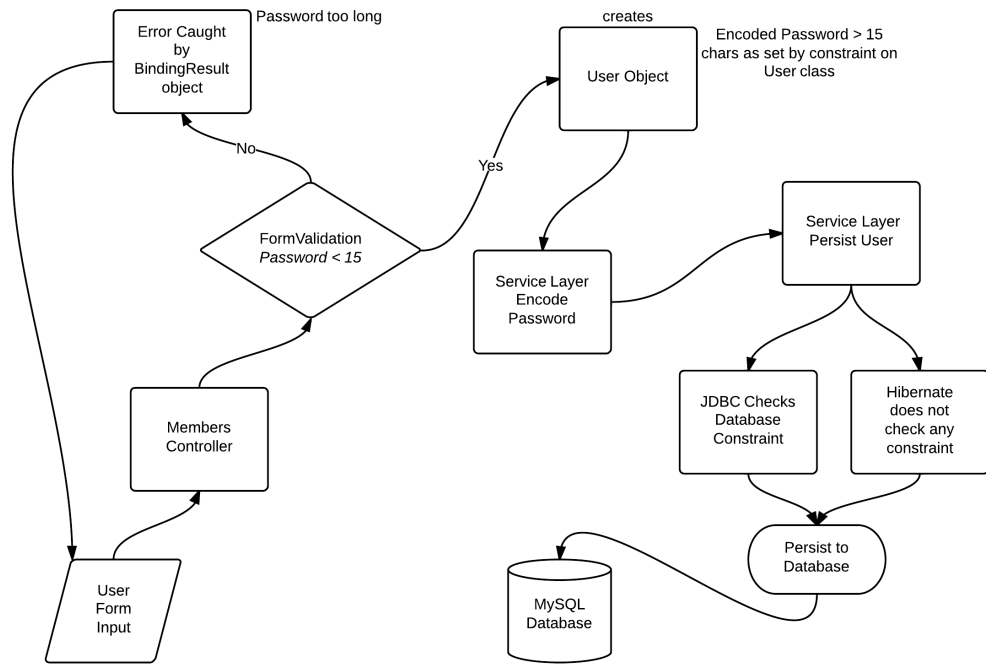 Error Caught
by
BindingResult
object
Password too long
creates
User Object
Encoded Password > 15
chars as set by constraint on
User class
No
Yes
FormValidation
Password < 15
Service Layer
Encode
Password
Service Layer
Persist User
Members
Controller
JDBC Checks
Database
Constraint
Hibernate
does not
check any
constraint
Persist to
Database
User
Form
Input
MySQL
Database